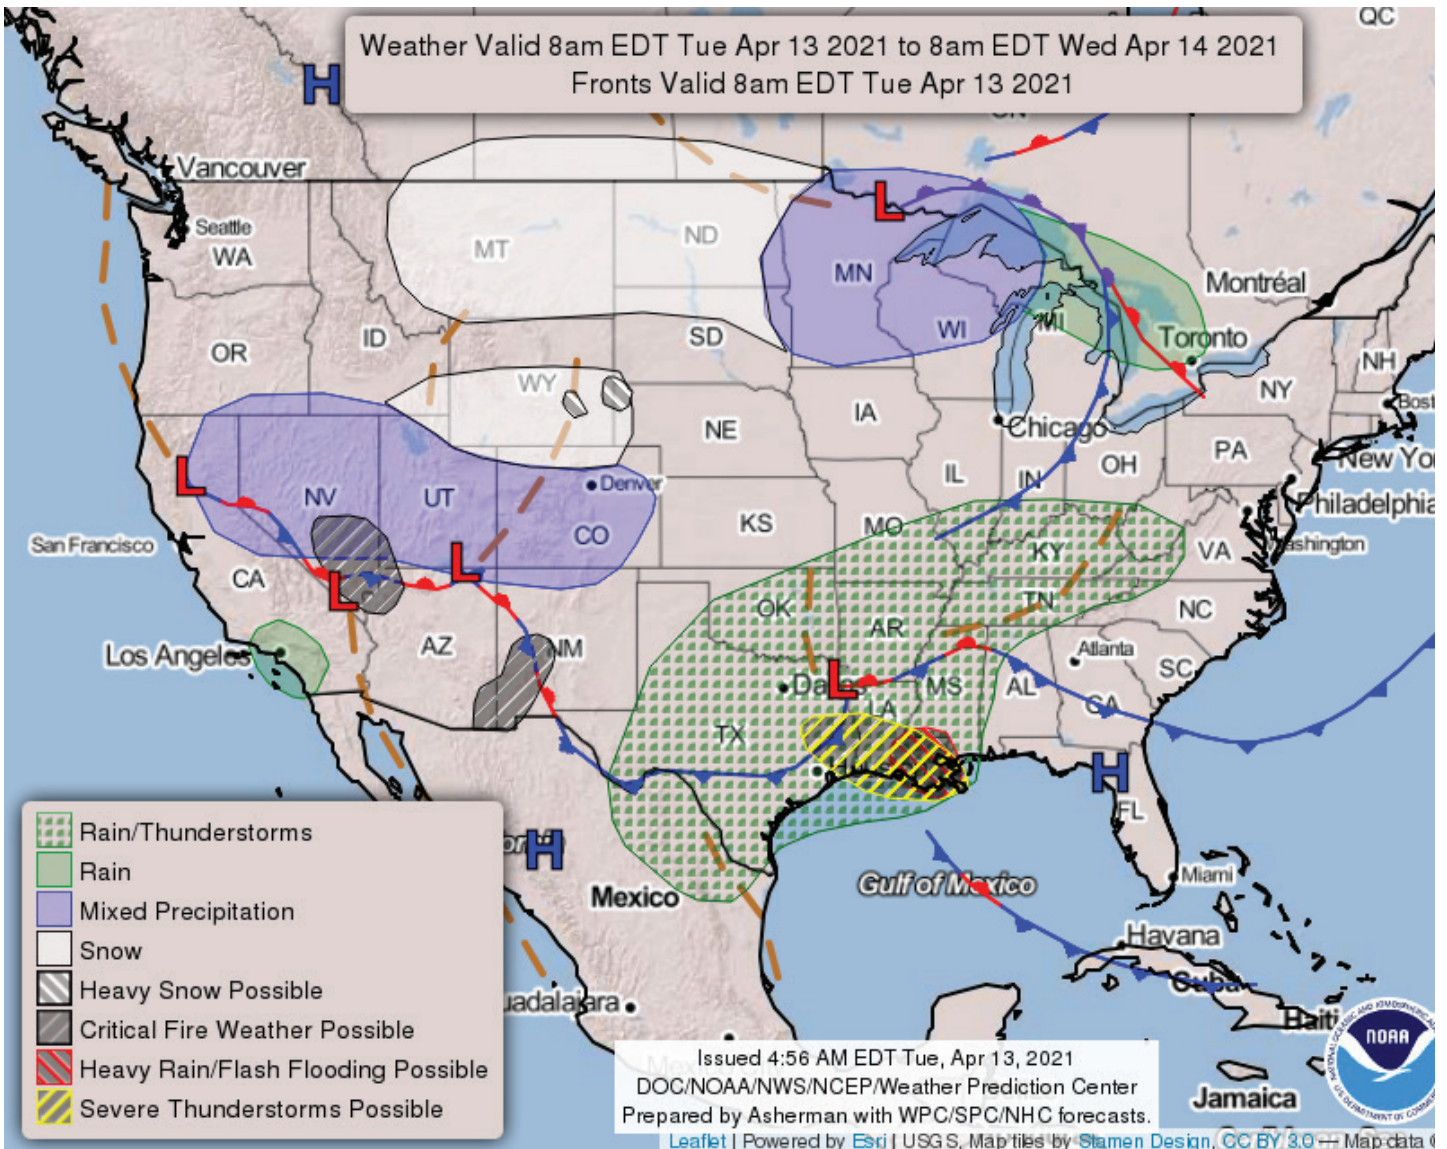 Weather Valid 8am EDT Tue Apr 13 2021 to 8am EDT Wed Apr 14 2021
Fronts Valid 8am EDT Tue Apr 13 2021
QC
H
ON
Vancouver
Seattle
WA
MT
ND
L
MN
Montréal
OR
ID
SD
WI
MI
Toronto
NH
WY
NY
Bost
NE
IA
Chicago
PA
New Yor
L
NV
UT
Denver
IL
IN
OH
Philadelphia
San Francisco
CO
KS
MO
KY
VA
Washington
CA
L
L
OK
TN
NC
Los Angeles
AZ
NM
AR
Atlanta
SC
L
Dallas
MS
AL
GA
LA
TX
H
FL
H
Mexico
Gulf of Mexico
Miami
Havana
Cuba
Haiti
Jamaica
Rain/Thunderstorms
Rain
Mixed Precipitation
Snow
Heavy Snow Possible
Critical Fire Weather Possible
Heavy Rain/Flash Flooding Possible
Severe Thunderstorms Possible
uadalajara
Mexico City
Issued 4:56 AM EDT Tue, Apr 13, 2021
DOC/NOAA/NWS/NCEP/Weather Prediction Center
Prepared by Asherman with WPC/SPC/NHC forecasts.
Leaflet | Powered by Esri | USGS, Map tiles by Stamen Design, CC BY 3.0 — Map data ©
NOAA